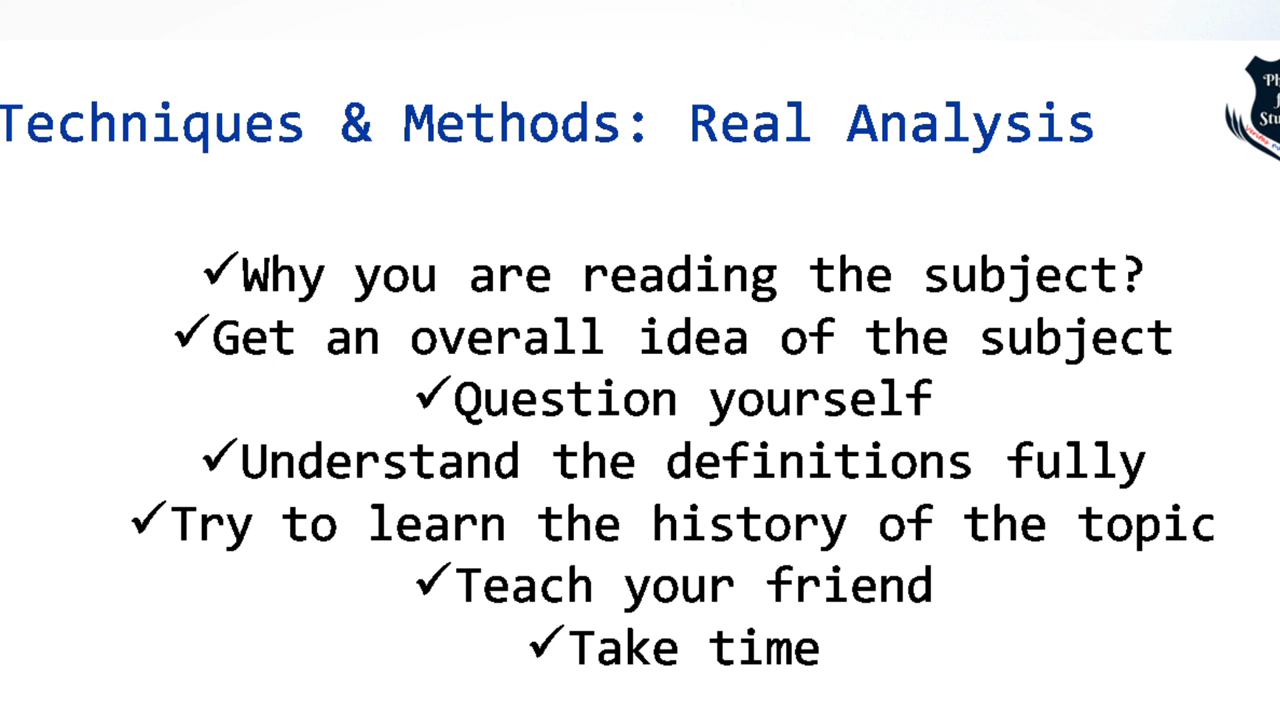 Techniques & Methods: Real Analysis
✓Why you are reading the subject?
✓Get an overall idea of the subject
✓Question yourself
✓Understand the definitions fully
✓Try to learn the history of the topic
✓Teach your friend
✓Take time